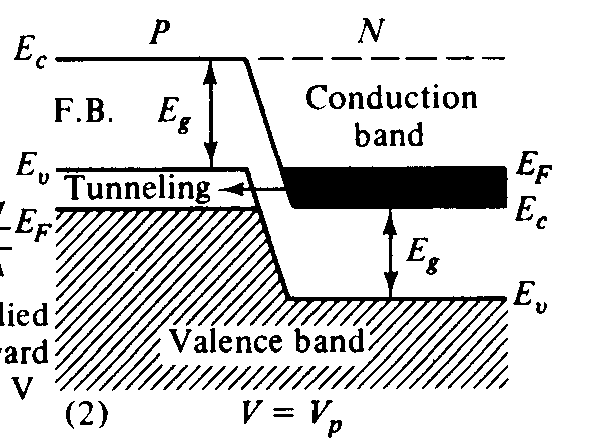 P N
E_c
Conduction
band
F.B. E_g
E_v E_F
Tunneling
E_F E_c
E_g
E_v
Valence band
V
(2) V = V_p